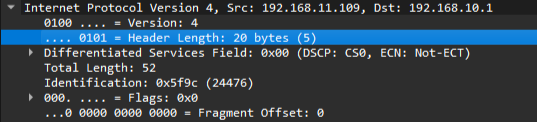 Internet Protocol Version 4, Src: 192.168.11.109, Dst: 192.168.10.1
0100 .... = Version: 4
.... 0101 = Header Length: 20 bytes (5)
Differentiated Services Field: 0x00 (DSCP: CS0, ECN: Not-ECT)
Total Length: 52
Identification: 0x5f9c (24476)
000. .... = Flags: 0x0
...0 0000 0000 0000 = Fragment Offset: 0